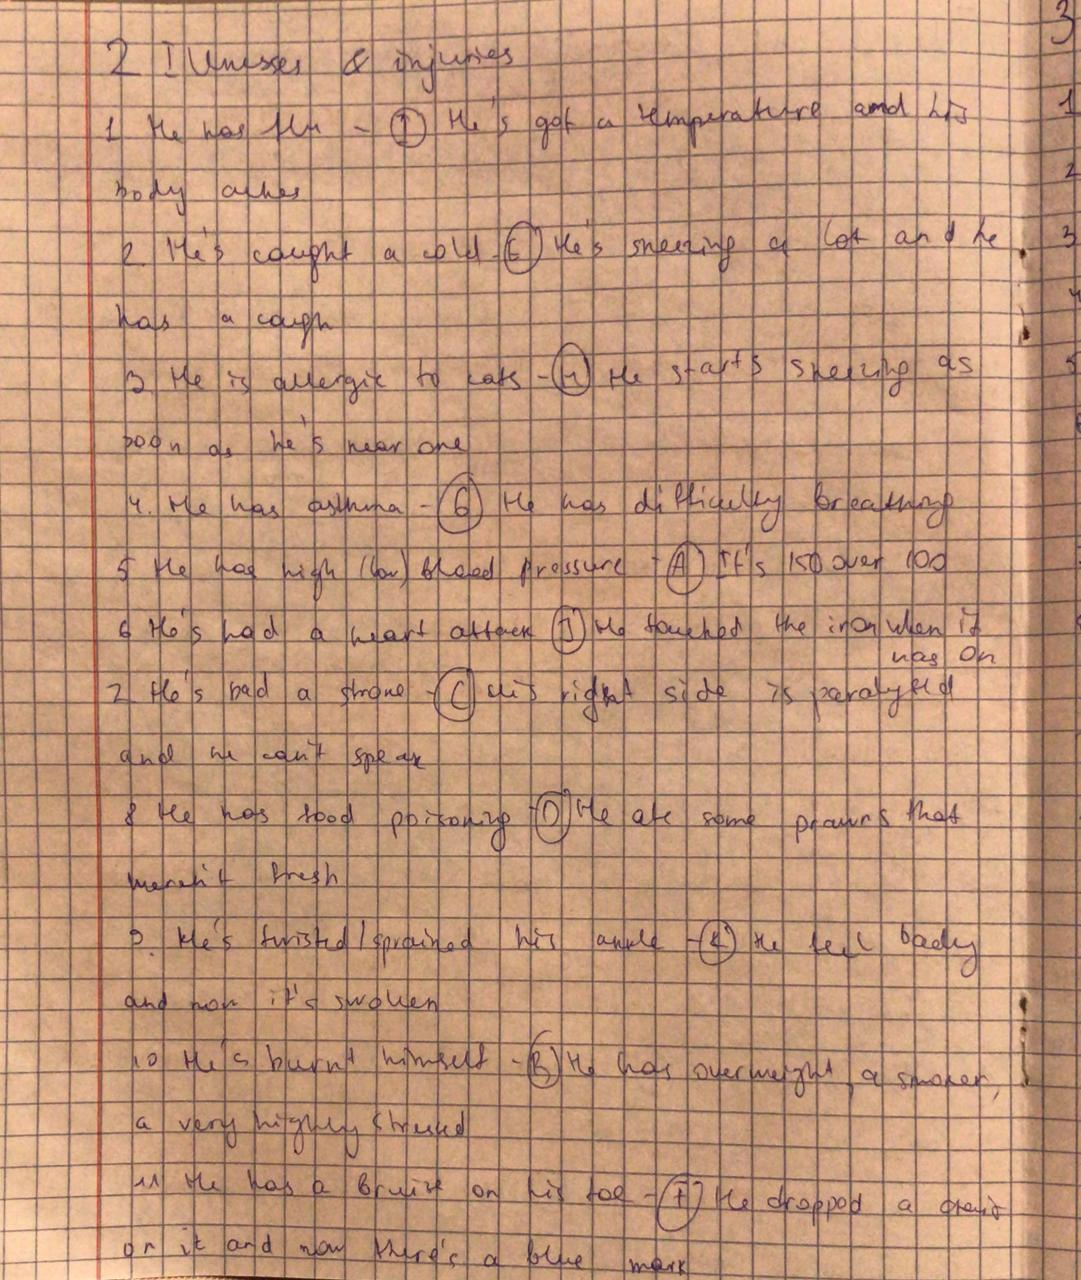 3
2 Illnesses & injuries
1 He has flu - I He's got a temperature and his
body aches
2. He's caught a cold - E He's sneezing a lot and he
has a cough
3 He is allergic to cats - H He starts sneezing as
soon as he's near one
4. He has asthma - G He has difficulty breathing
5 He has high (low) blood pressure - A It's 150 over 100
6 He's had a heart attack J He touched the iron when it
was on
7 He's had a stroke - C His right side is paralysed
and he can't speak
8 He has food poisoning - D He ate some prawns that
weren't fresh
9. He's twisted/sprained his ankle - K He fell badly
and now it's swollen
10 He's burnt himself - B He has overweight, a smoker,
a very highly stressed
11 He has a bruise on his toe - F He dropped a
on it and now there's a blue mark
1
2
3
4
5